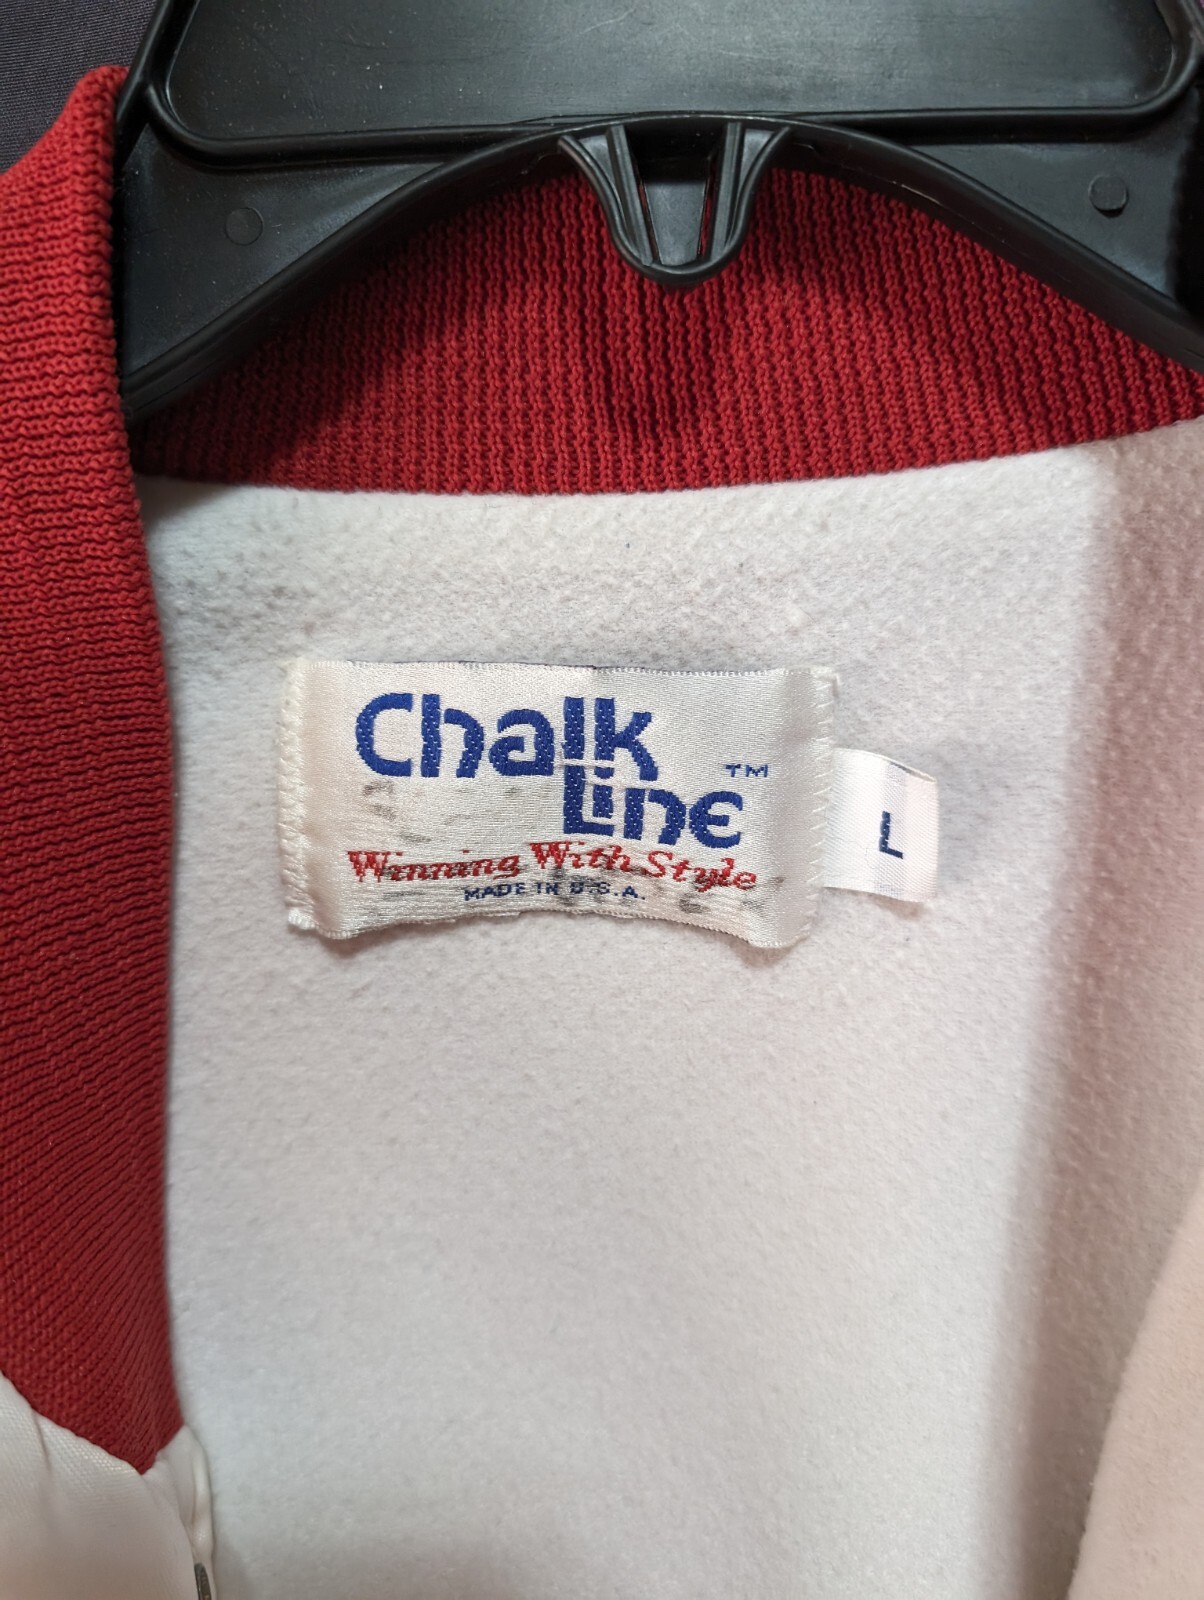 Chalk
Line ™
Winning With Style
MADE IN U.S.A.
L